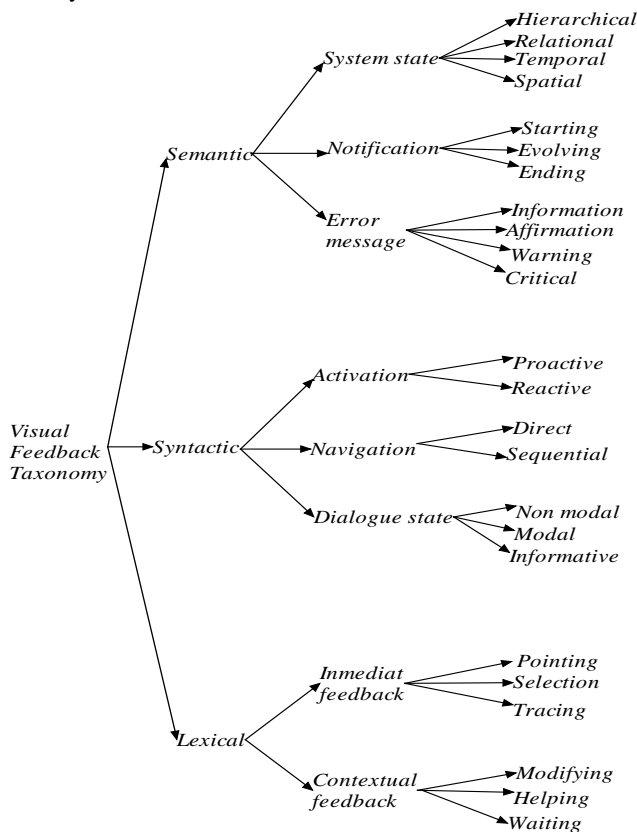 Hierarchical
Relational
Temporal
Spatial
System state
Starting
Evolving
Ending
Notification
Semantic
Information
Affirmation
Warning
Critical
Error
message
Proactive
Reactive
Activation
Visual
Feedback
Taxonomy
Syntactic
Navigation
Direct
Sequential
Dialogue state
Non modal
Modal
Informative
Inmediat
feedback
Pointing
Selection
Tracing
Lexical
Contextual
feedback
Modifying
Helping
Waiting